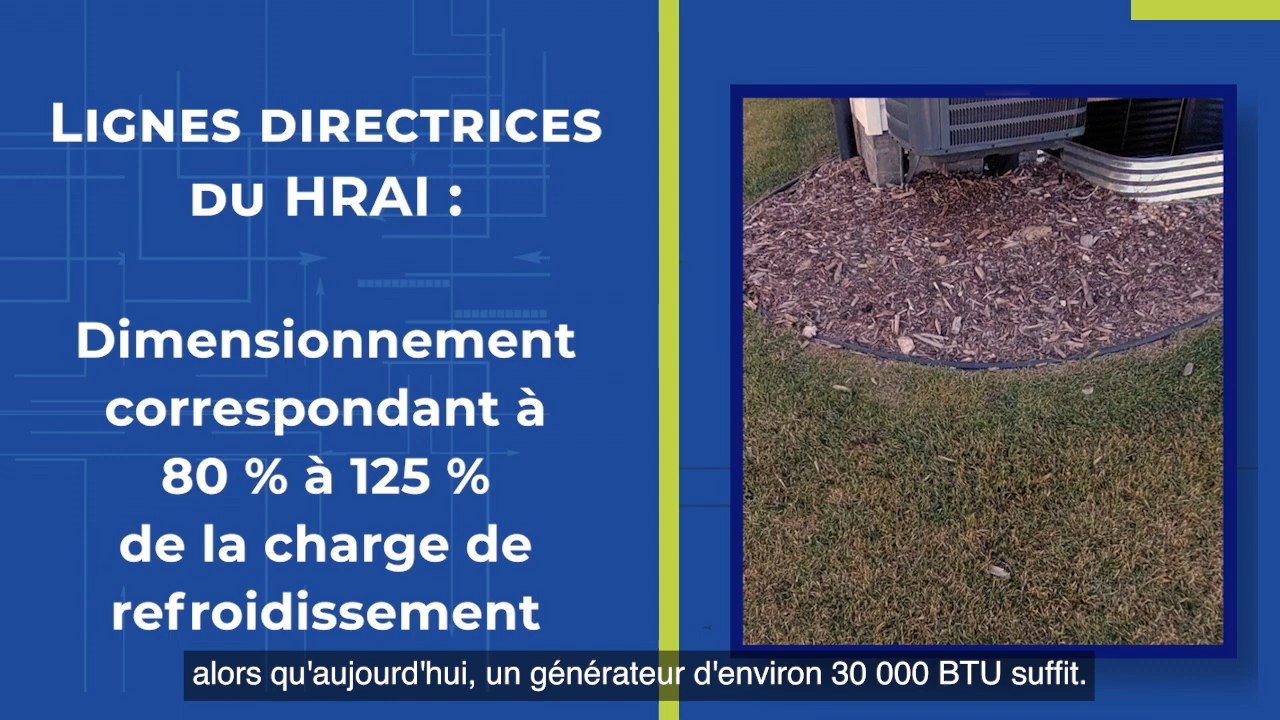 LIGNES DIRECTRICES
DU HRAI :
Dimensionnement
correspondant à
80 % à 125 %
de la charge de
refroidissement
alors qu'aujourd'hui, un générateur d'environ 30 000 BTU suffit.